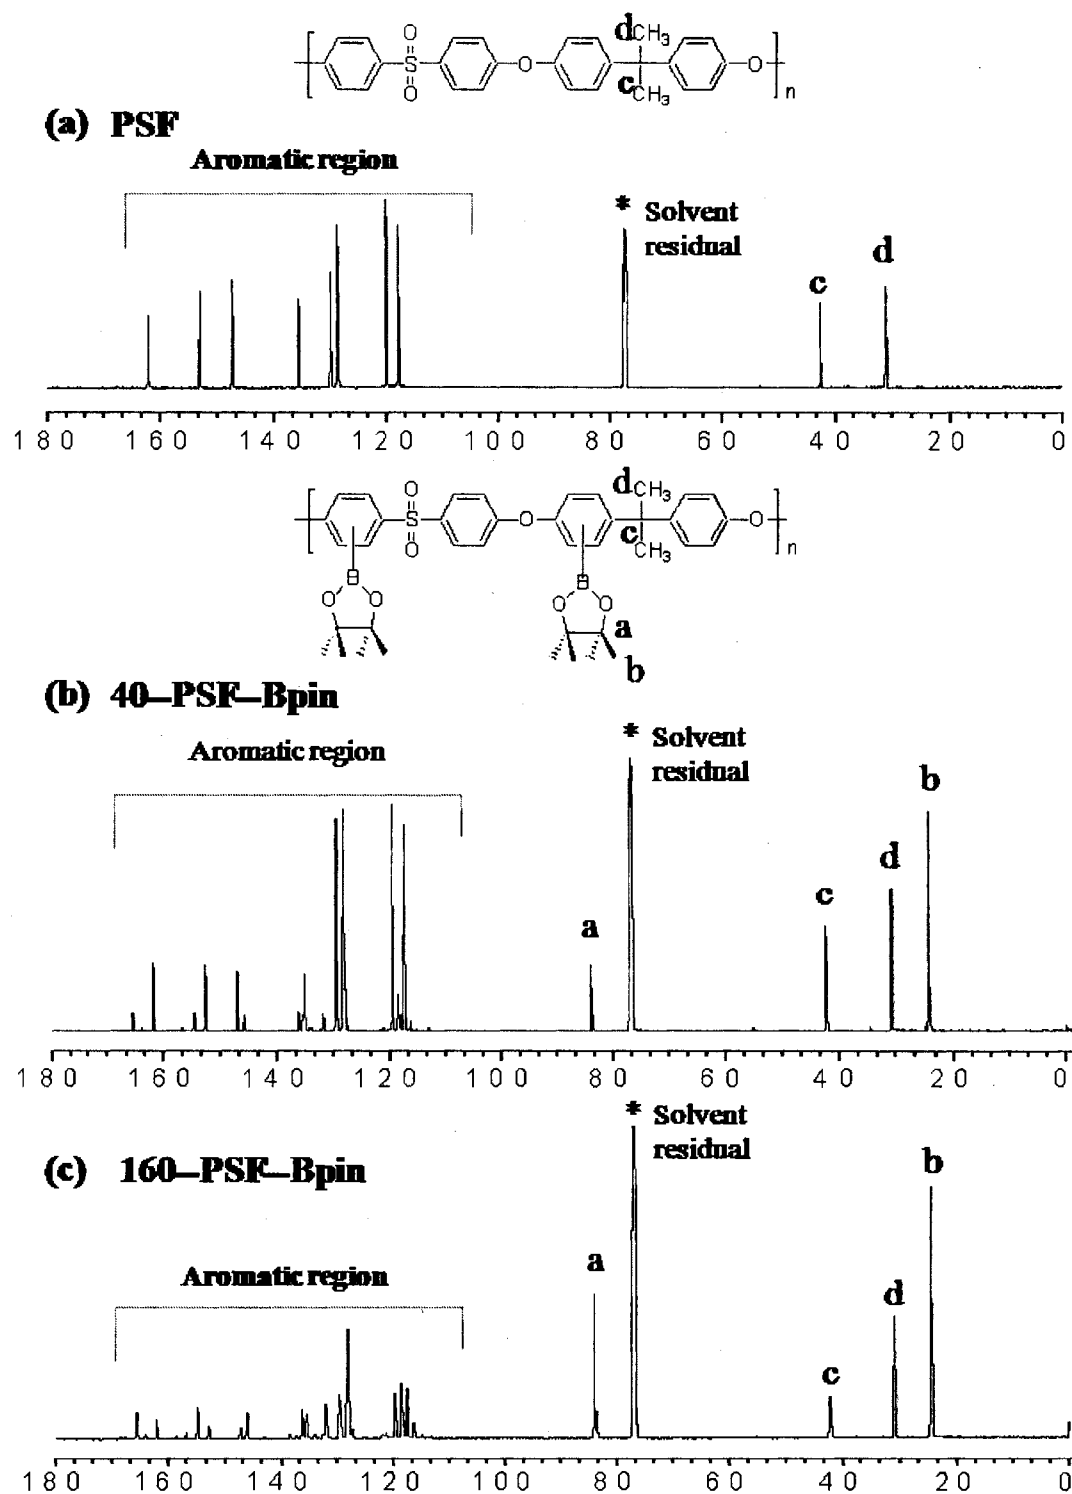 O
S
O
O
d CH3
c CH3
O
n
(a) PSF
Aromatic region
* Solvent
residual
c
d
180 160 140 120 100 80 60 40 20 0
O
S
O
O
d CH3
c CH3
O
n
B
O O
B
O O
a
b
(b) 40–PSF–Bpin
Aromatic region
* Solvent
residual
a
c
d
b
180 160 140 120 100 80 60 40 20 0
(c) 160–PSF–Bpin
Aromatic region
* Solvent
residual
a
c
d
b
180 160 140 120 100 80 60 40 20 0